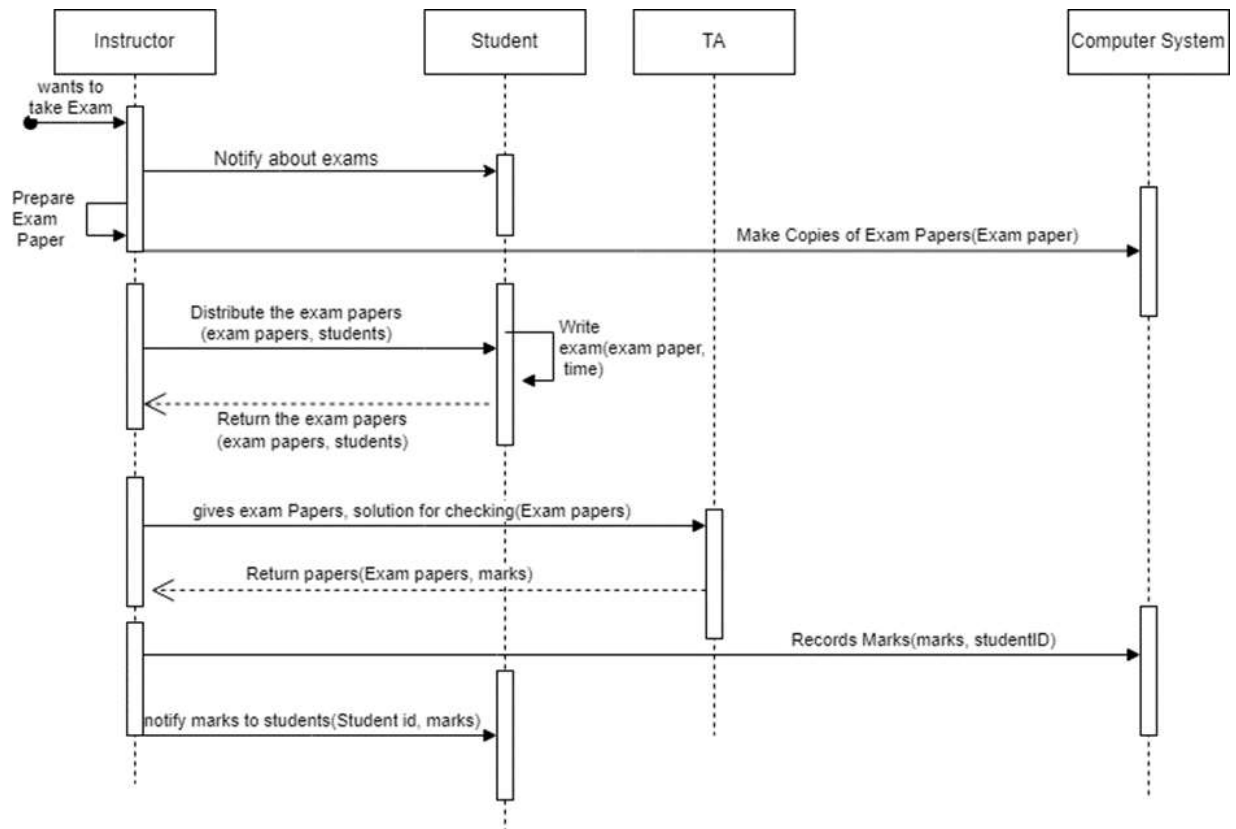 Instructor
Student
TA
Computer System
wants to
take Exam
Notify about exams
Prepare
Exam
Paper
Make Copies of Exam Papers(Exam paper)
Distribute the exam papers
(exam papers, students)
Write
exam(exam paper,
time)
Return the exam papers
(exam papers, students)
gives exam Papers, solution for checking(Exam papers)
Return papers(Exam papers, marks)
Records Marks(marks, studentID)
notify marks to students(Student id, marks)